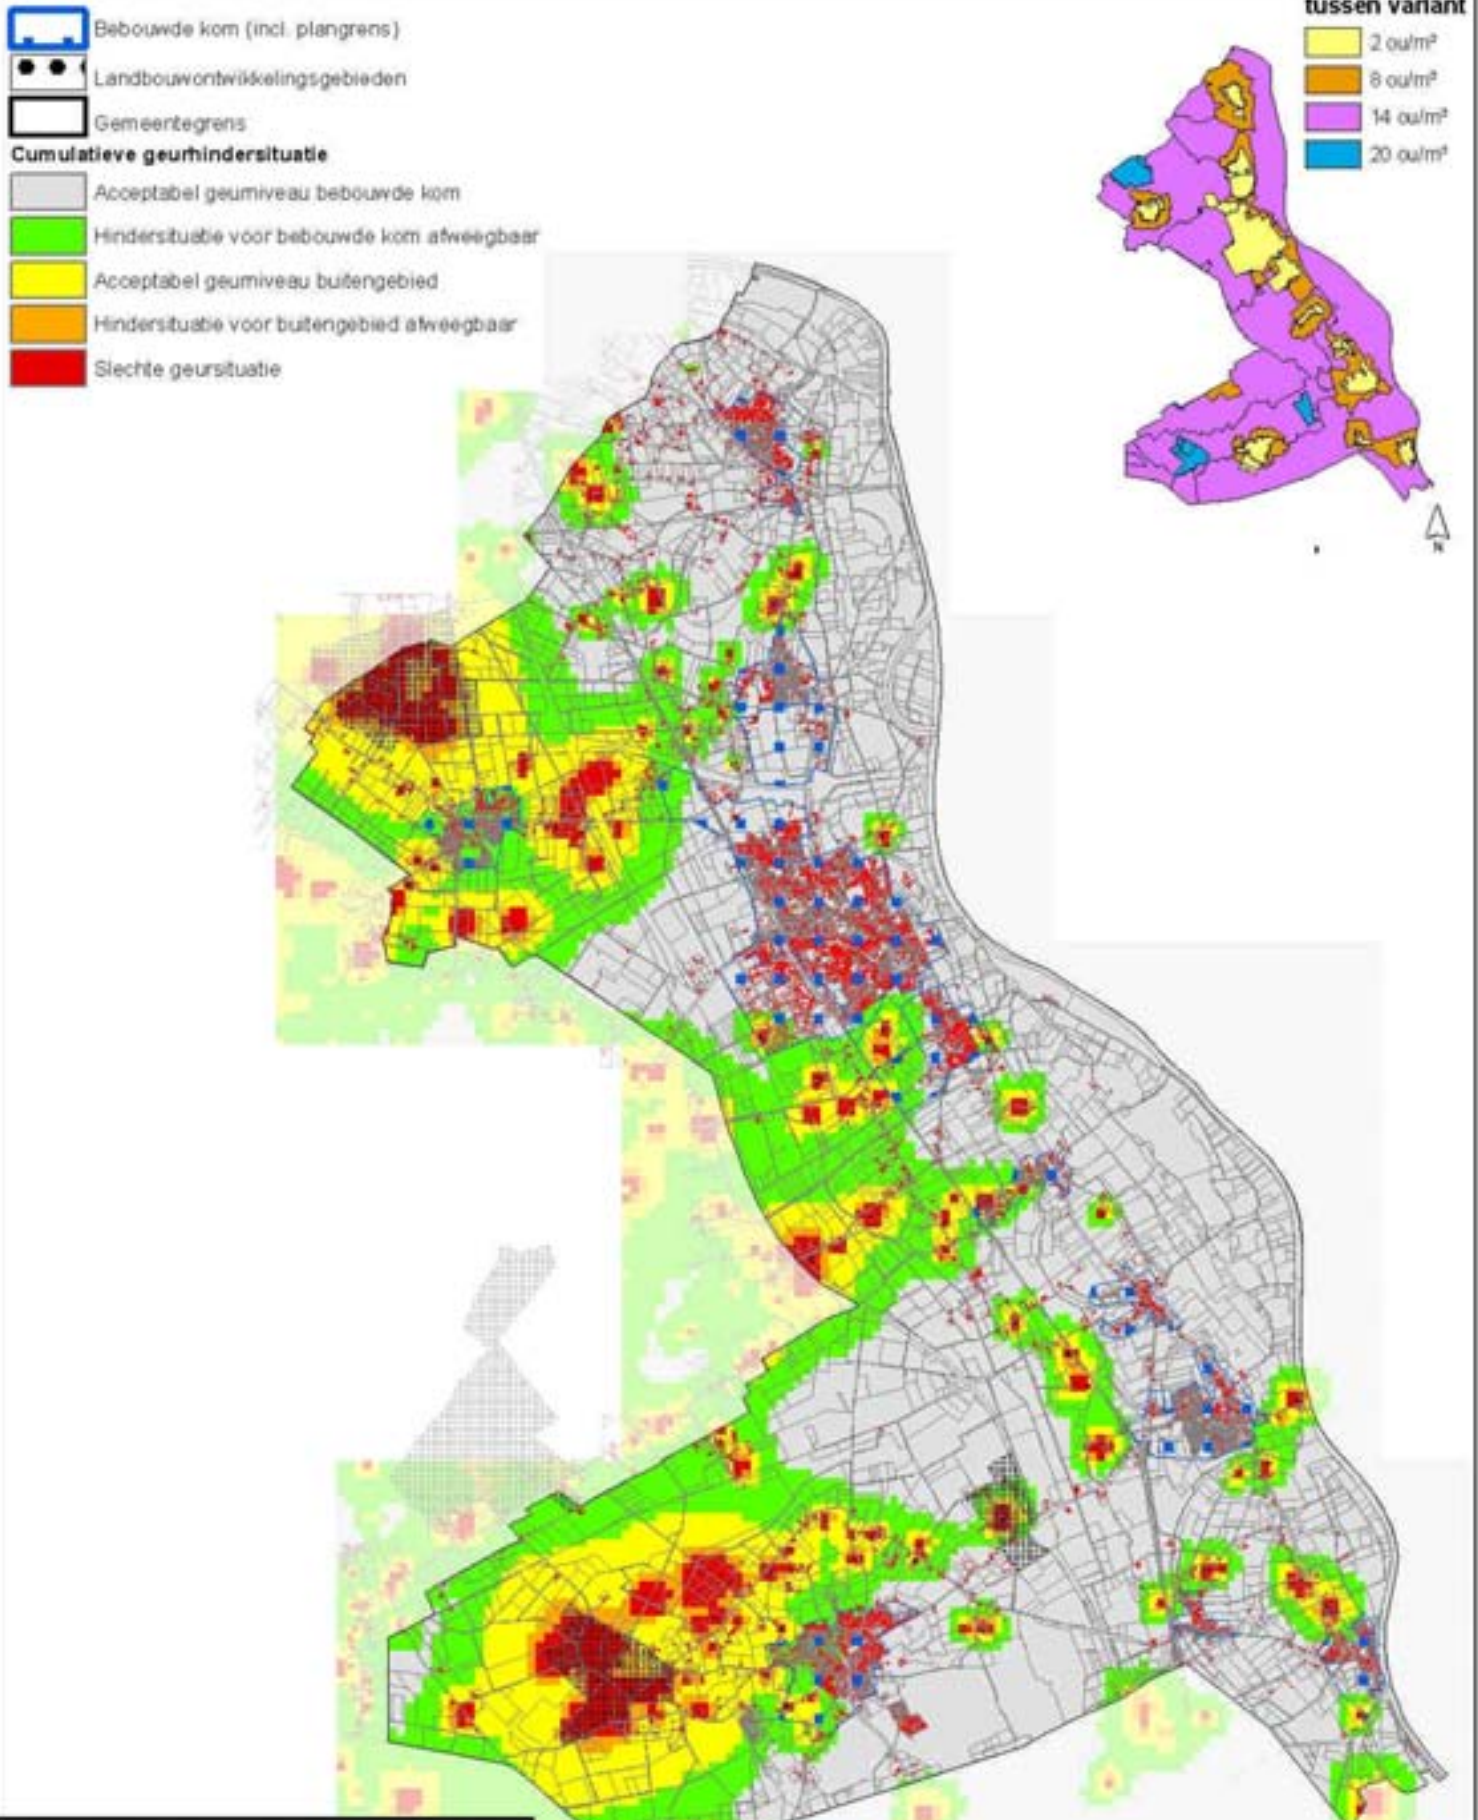 Bebouwde kom (incl. plangrens)
Landbouwontwikkelingsgebieden
Gemeentegrens
Cumulatieve geurhindersituatie
Acceptabel geurniveau bebouwde kom
Hindersituatie voor bebouwde kom afweegbaar
Acceptabel geurniveau buitengebied
Hindersituatie voor buitengebied afweegbaar
Slechte geursituatie
tussen variant
2 ou/m³
8 ou/m³
14 ou/m³
20 ou/m³
N